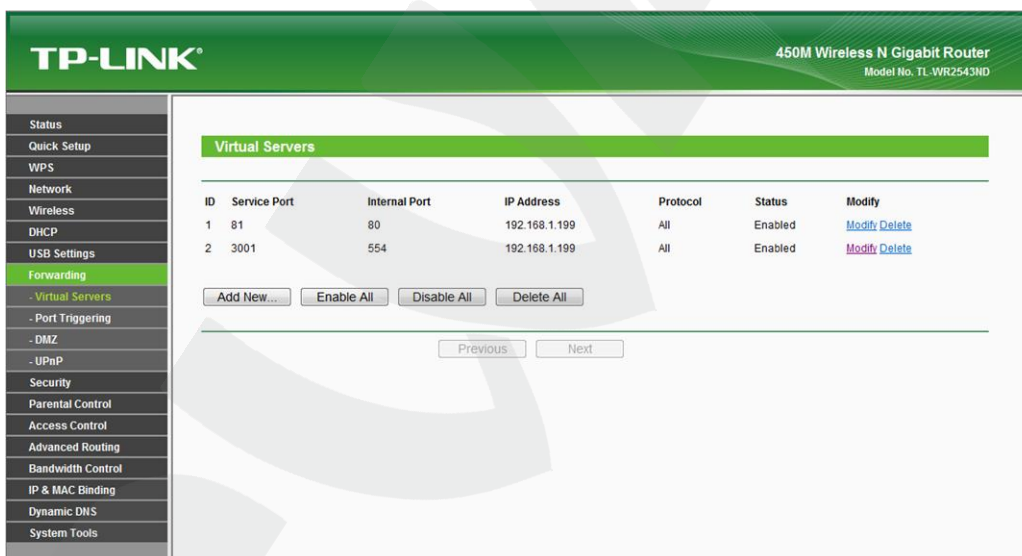 TP-LINK®
450M Wireless N Gigabit Router
Model No. TL-WR2543ND
Status
Quick Setup
WPS
Network
Wireless
DHCP
USB Settings
Forwarding
- Virtual Servers
- Port Triggering
- DMZ
- UPnP
Security
Parental Control
Access Control
Advanced Routing
Bandwidth Control
IP & MAC Binding
Dynamic DNS
System Tools
Virtual Servers
ID Service Port Internal Port IP Address Protocol Status Modify
1 81 80 192.168.1.199 All Enabled Modify Delete
2 3001 554 192.168.1.199 All Enabled Modify Delete
Add New... Enable All Disable All Delete All
Previous Next